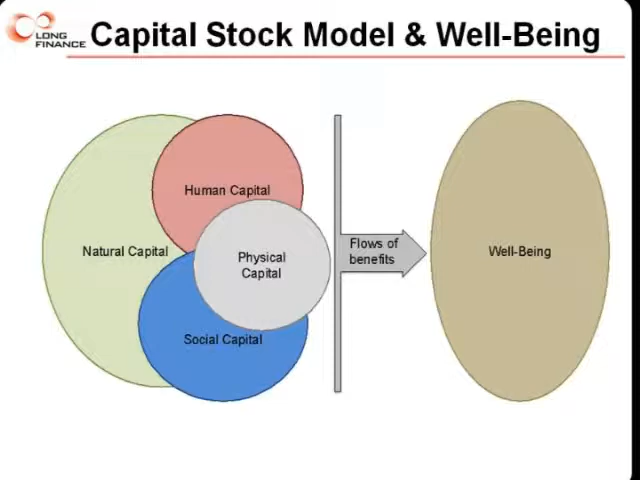 LONG
FINANCE
Capital Stock Model & Well-Being
Human Capital
Natural Capital
Physical
Capital
Social Capital
Flows of
benefits
Well-Being